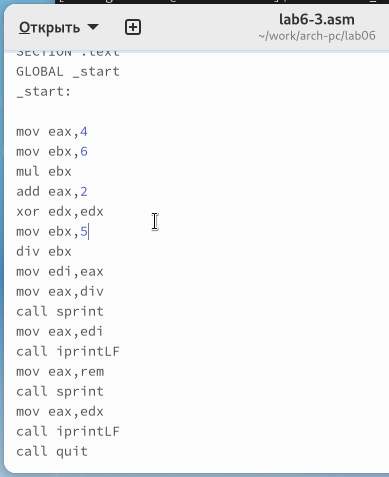 Открыть
lab6-3.asm
~/work/arch-pc/lab06
SECTION .text
GLOBAL _start
_start:
mov eax,4
mov ebx,6
mul ebx
add eax,2
xor edx,edx
mov ebx,5
div ebx
mov edi,eax
mov eax,div
call sprint
mov eax,edi
call iprintLF
mov eax,rem
call sprint
mov eax,edx
call iprintLF
call quit